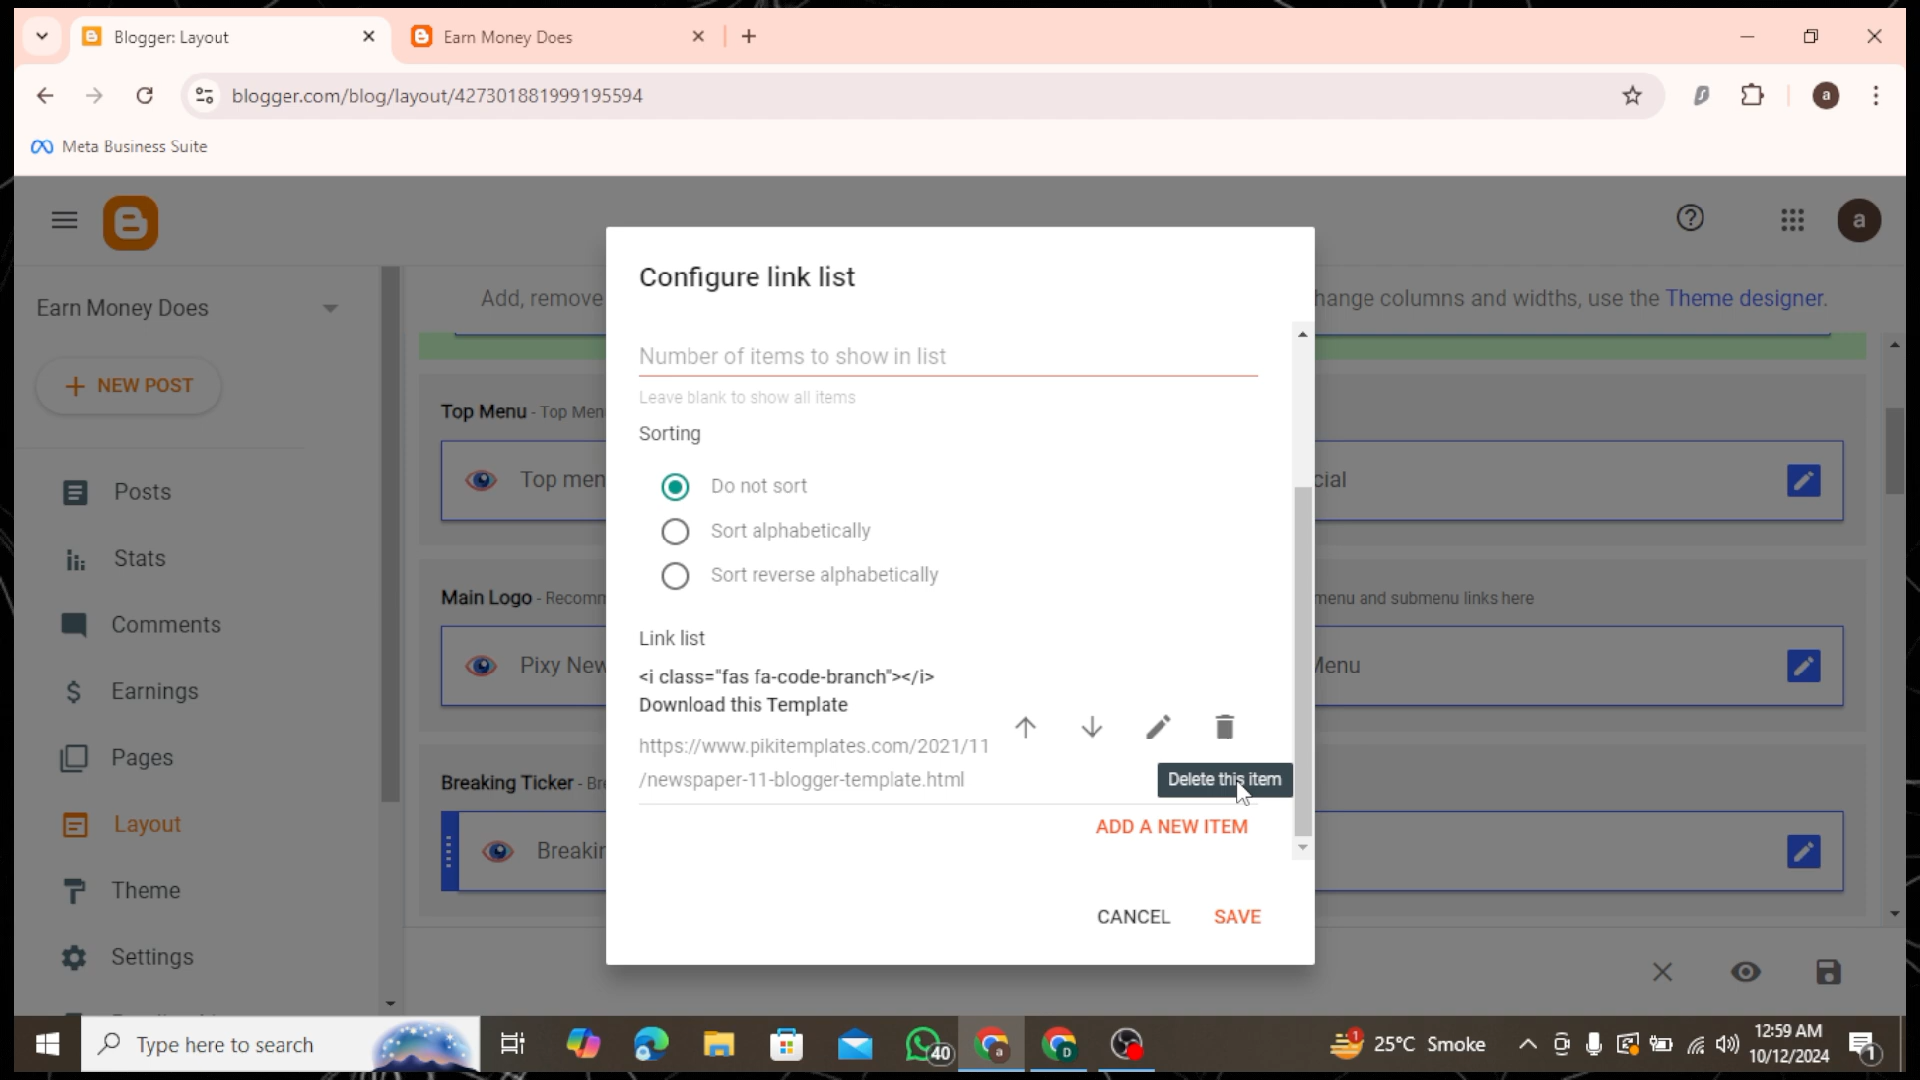 Blogger: Layout
Earn Money Does
blogger.com/blog/layout/427301881999195594
a
Meta Business Suite
a
Earn Money Does
NEW POST
Posts
Stats
Comments
Earnings
Pages
Layout
Theme
Settings
Add, remove
hange columns and widths, use the Theme designer.
Top Menu - Top Men
Top men
cial
Main Logo - Recomm
menu and submenu links here
Pixy New
Menu
Breaking Ticker - Bre
Breakin
Configure link list
Number of items to show in list
Leave blank to show all items
Sorting
Do not sort
Sort alphabetically
Sort reverse alphabetically
Link list
<i class="fas fa-code-branch"></i>
Download this Template
https://www.pikitemplates.com/2021/11
/newspaper-11-blogger-template.html
Delete this item
ADD A NEW ITEM
CANCEL
SAVE
Type here to search
40
a
D
1
25°C Smoke
12:59 AM
10/12/2024
1